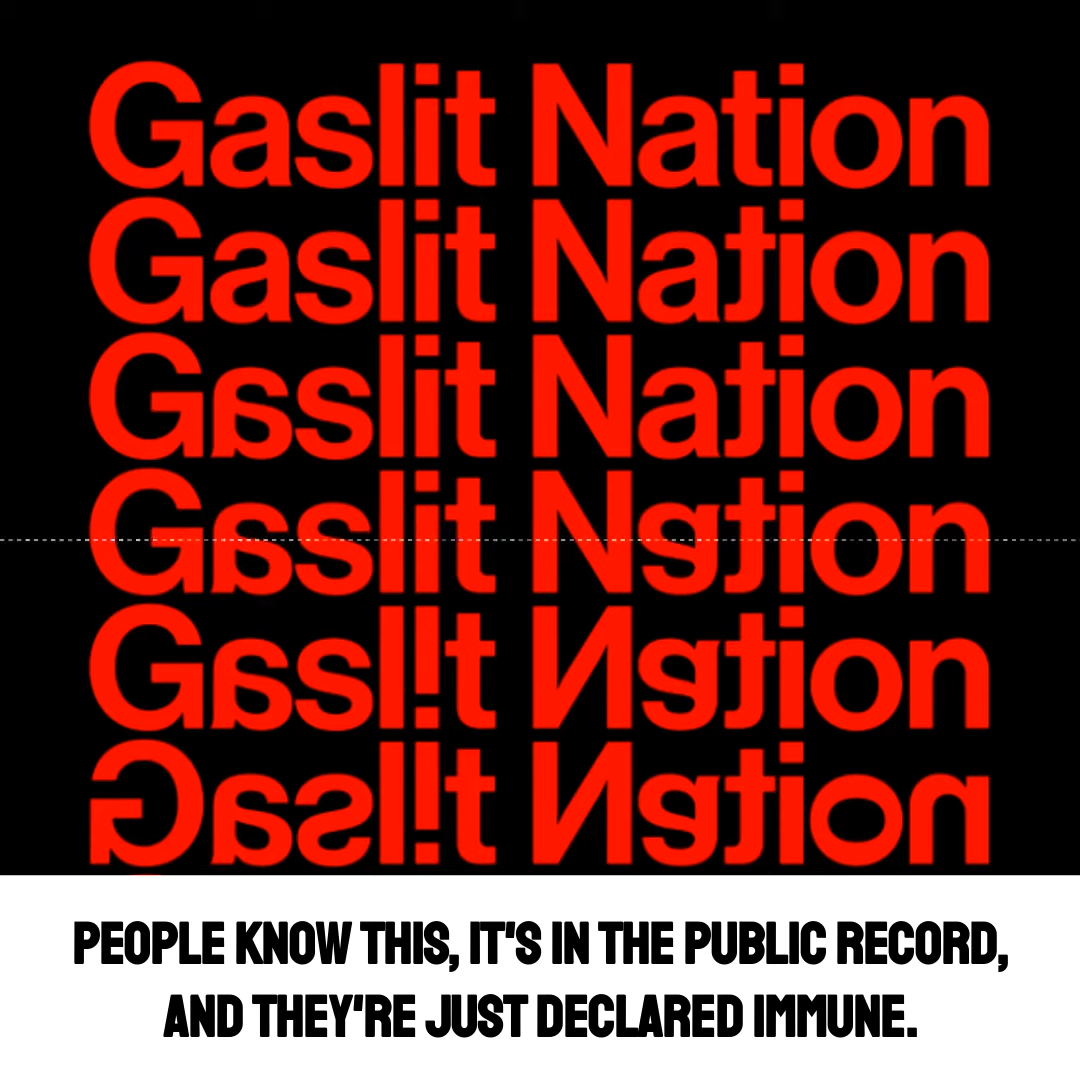 Gaslit Nation
Gaslit Nation
Gaslit Nation
Gaslit Nation
Gaslit Nation
Gaslit Nation
PEOPLE KNOW THIS, IT'S IN THE PUBLIC RECORD,
AND THEY'RE JUST DECLARED IMMUNE.